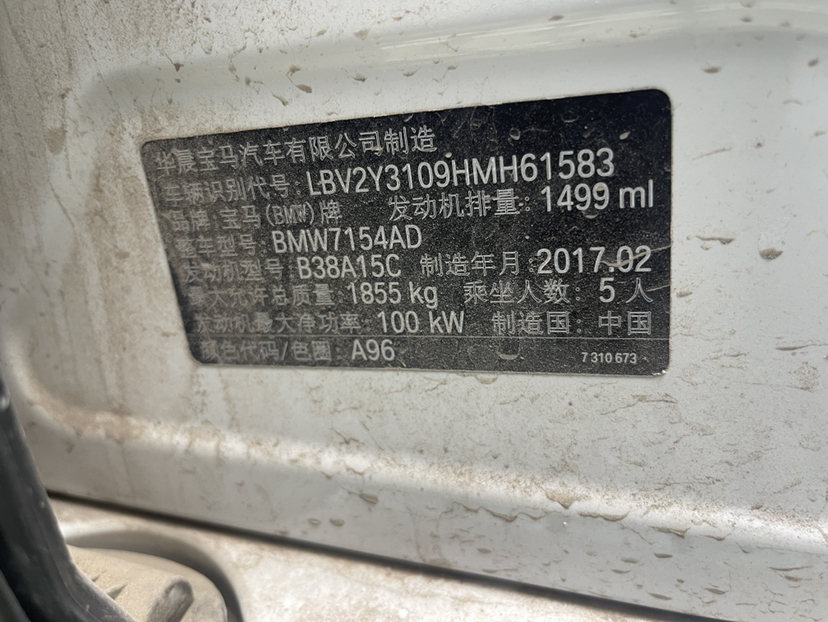 华晨宝马汽车有限公司制造
车辆识别代号: LBV2Y3109HMH61583
品牌: 宝马(BMW)牌 发动机排量: 1499 ml
整车型号: BMW7154AD
发动机型号: B38A15C 制造年月: 2017.02
最大允许总质量: 1855 kg 乘坐人数: 5 人
发动机最大净功率: 100 kW 制造国: 中国
颜色代码/色圈: A96 7 310 673